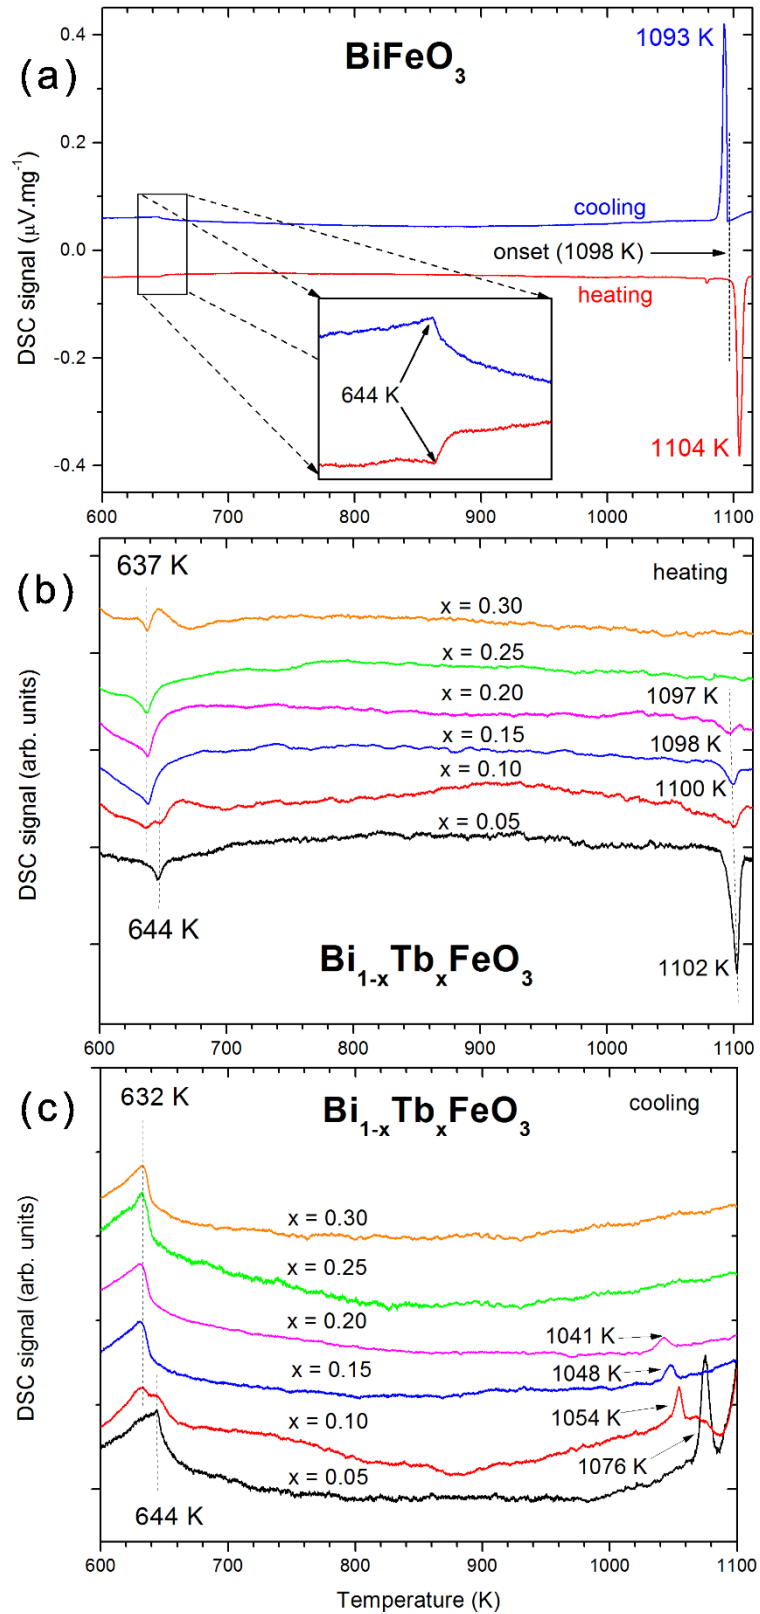 (a)
BiFeO3
1093 K
cooling
onset (1098 K)
heating
644 K
1104 K
0.4
0.2
0.0
-0.2
-0.4
DSC signal (µV.mg-1)
600 700 800 900 1000 1100
(b)
637 K
heating
x = 0.30
x = 0.25
x = 0.20
1097 K
x = 0.15
1098 K
x = 0.10
1100 K
x = 0.05
644 K
1102 K
Bi1-xTbxFeO3
DSC signal (arb. units)
600 700 800 900 1000 1100
(c)
632 K
Bi1-xTbxFeO3
cooling
x = 0.30
x = 0.25
x = 0.20
1041 K
x = 0.15
1048 K
x = 0.10
1054 K
1076 K
x = 0.05
644 K
DSC signal (arb. units)
600 700 800 900 1000 1100
Temperature (K)